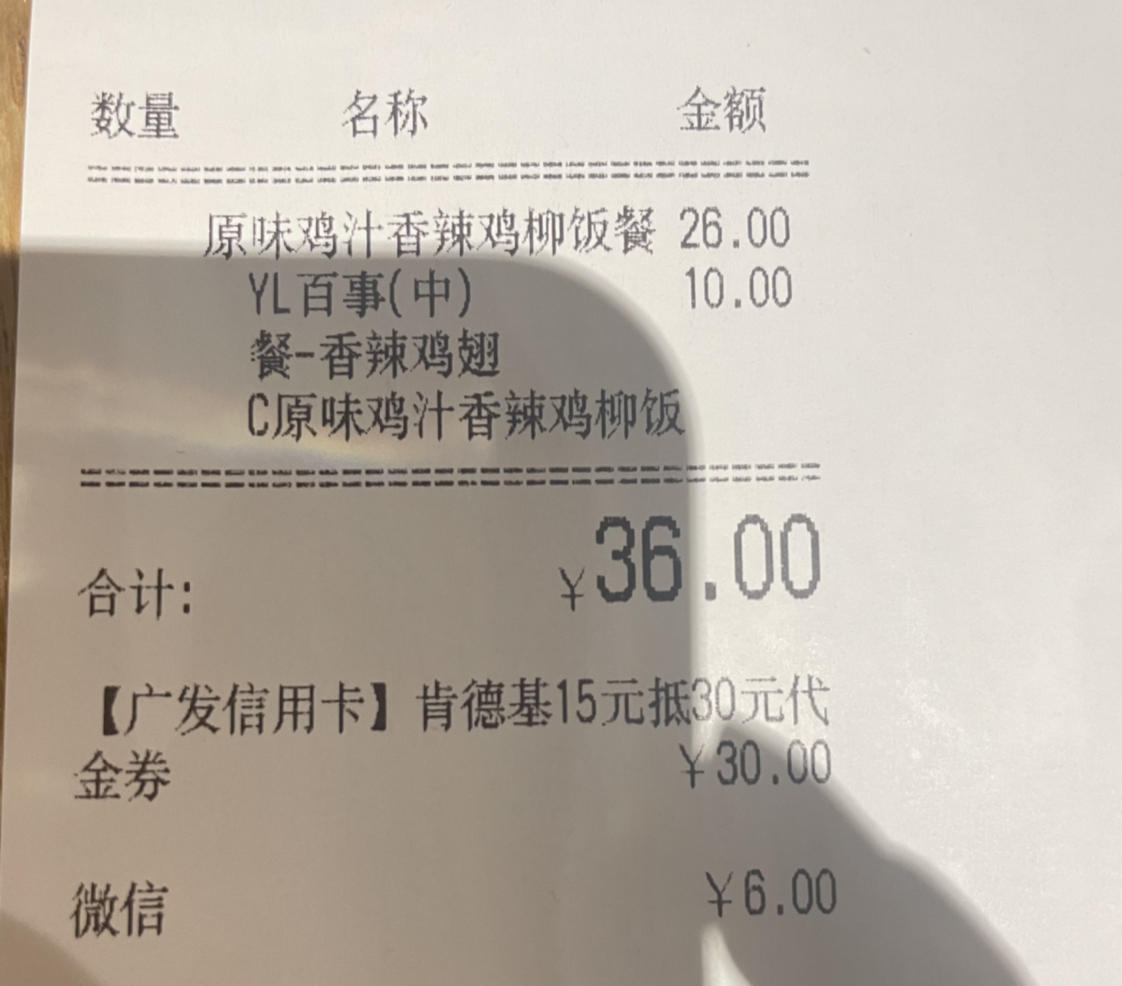 数量 名称 金额
原味鸡汁香辣鸡柳饭餐 26.00
YL百事(中) 10.00
餐-香辣鸡翅
C原味鸡汁香辣鸡柳饭
合计: ¥36.00
【广发信用卡】肯德基15元抵30元代
金券 ¥30.00
微信 ¥6.00